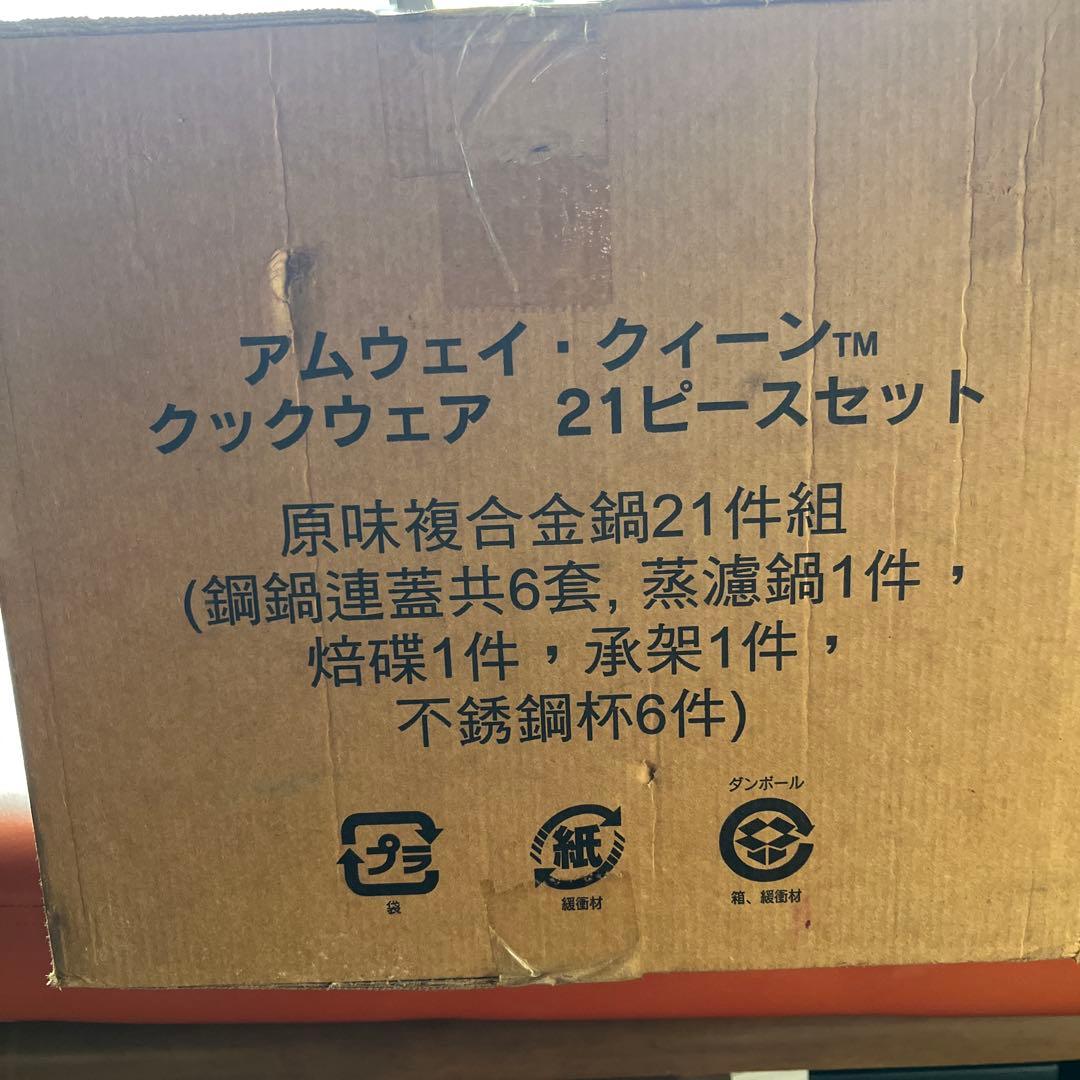 アムウェイ・クィーン™
クックウェア　21ピースセット
原味複合金鍋21件組
(鋼鍋連蓋共6套, 蒸濾鍋1件，
焙碟1件，承架1件，
不銹鋼杯6件)
ダンボール
プラ
紙
袋
緩衝材
箱、緩衝材